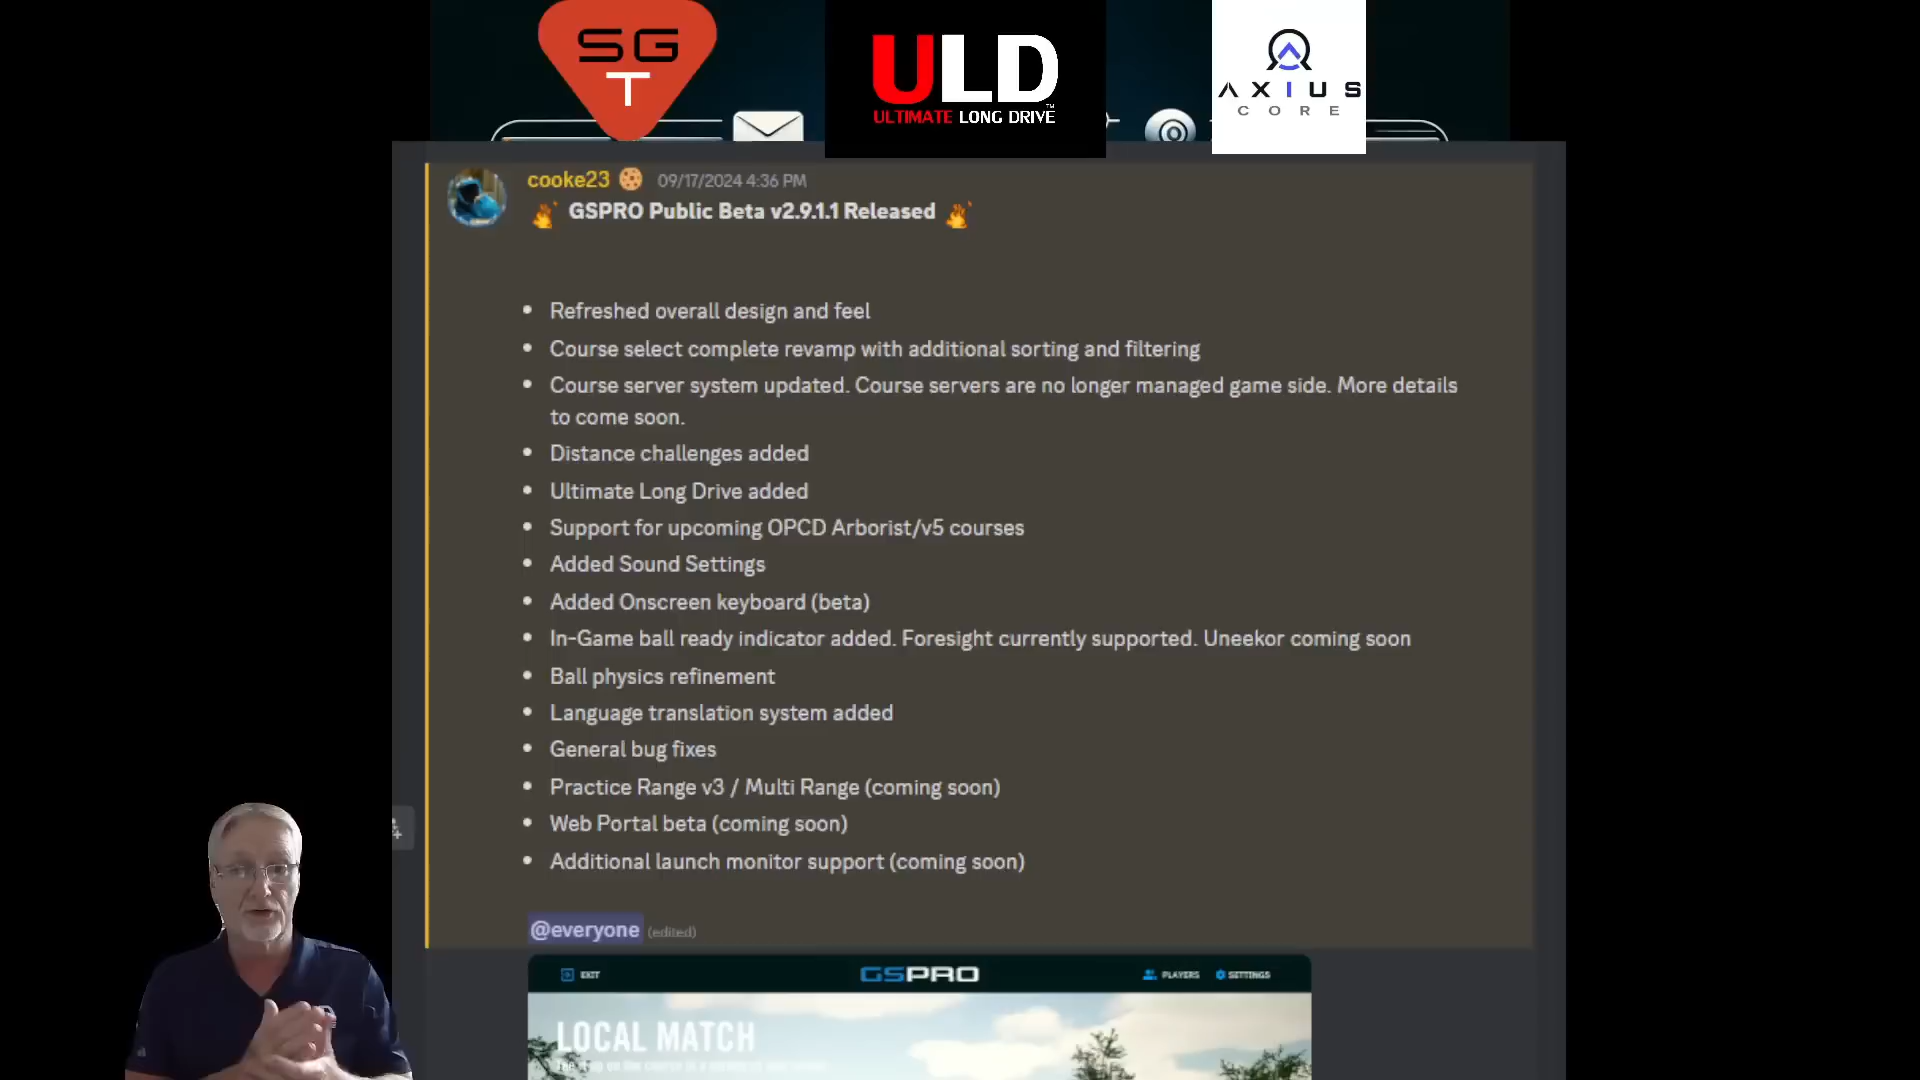 SG
T
ULD
ULTIMATE LONG DRIVE™
AXIUS
CORE
cooke23 09/17/2024 4:36 PM
GSPRO Public Beta v2.9.1.1 Released
• Refreshed overall design and feel
• Course select complete revamp with additional sorting and filtering
• Course server system updated. Course servers are no longer managed game side. More details
to come soon.
• Distance challenges added
• Ultimate Long Drive added
• Support for upcoming OPCD Arborist/v5 courses
• Added Sound Settings
• Added Onscreen keyboard (beta)
• In-Game ball ready indicator added. Foresight currently supported. Uneekor coming soon
• Ball physics refinement
• Language translation system added
• General bug fixes
• Practice Range v3 / Multi Range (coming soon)
• Web Portal beta (coming soon)
• Additional launch monitor support (coming soon)
@everyone (edited)
EXIT GSPRO PLAYERS SETTINGS
LOCAL MATCH